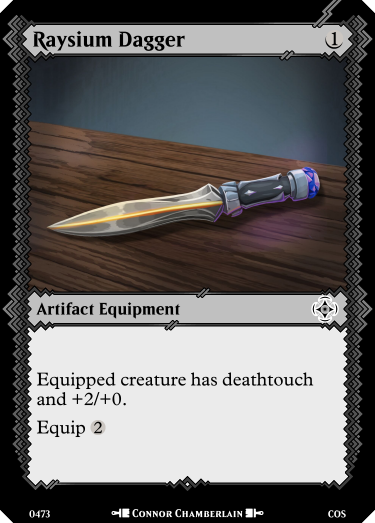 Raysium Dagger 1
Artifact Equipment
Equipped creature has deathtouch
and +2/+0.
Equip 2
0473 Connor Chamberlain COS